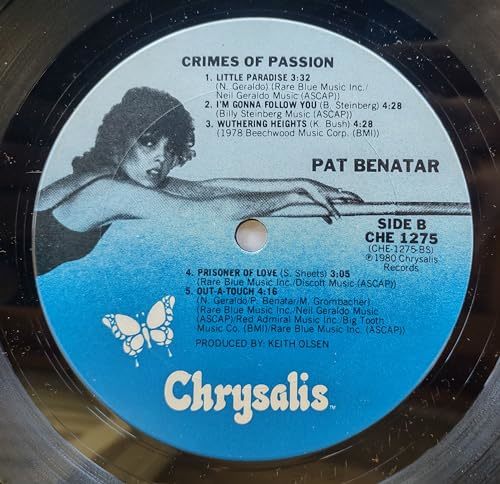 CRIMES OF PASSION
1. LITTLE PARADISE 3:32
(N. Geraldo) (Rare Blue Music Inc./
Neil Geraldo Music (ASCAP))
2. I'M GONNA FOLLOW YOU (B. Steinberg) 4:28
(Billy Steinberg Music (ASCAP))
3. WUTHERING HEIGHTS (K. Bush) 4:28
(1978 Beechwood Music Corp. (BMI))
PAT BENATAR
SIDE B
CHE 1275
(CHE-1275-BS)
℗ 1980 Chrysalis
Records
4. PRISONER OF LOVE (S. Sheets) 3:05
(Rare Blue Music Inc./Discott Music (ASCAP))
5. OUT-A-TOUCH 4:16
(N. Geraldo/P. Benatar/M. Grombacher)
(Rare Blue Music Inc./Neil Geraldo Music
(ASCAP)/Red Admiral Music Inc./Big Tooth
Music Co. (BMI)/Rare Blue Music Inc. (ASCAP))
PRODUCED BY: KEITH OLSEN
Chrysalis TM